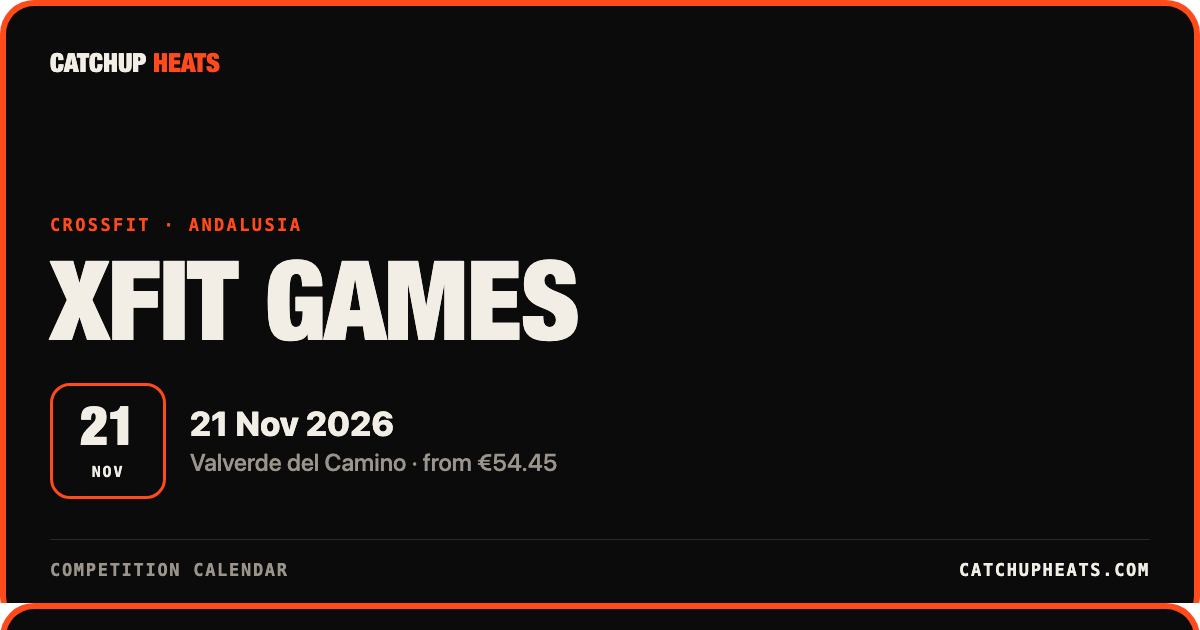 CATCHUP HEATS
CROSSFIT · ANDALUSIA
XFIT GAMES
21
NOV
21 Nov 2026
Valverde del Camino · from €54.45
COMPETITION CALENDAR
CATCHUPHEATS.COM